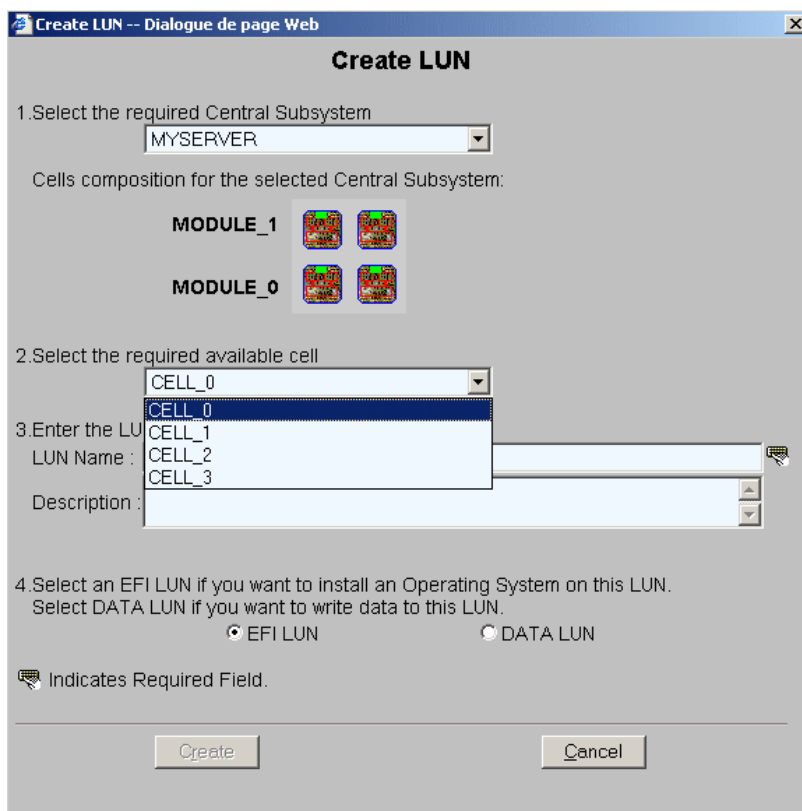 Create LUN -- Dialogue de page Web
Create LUN
1.Select the required Central Subsystem
MYSERVER
Cells composition for the selected Central Subsystem:
MODULE_1
MODULE_0
2.Select the required available cell
CELL_0
CELL_0
CELL_1
CELL_2
CELL_3
3.Enter the LU
LUN Name :
Description :
4.Select an EFI LUN if you want to install an Operating System on this LUN.
Select DATA LUN if you want to write data to this LUN.
EFI LUN DATA LUN
Indicates Required Field.
Create Cancel